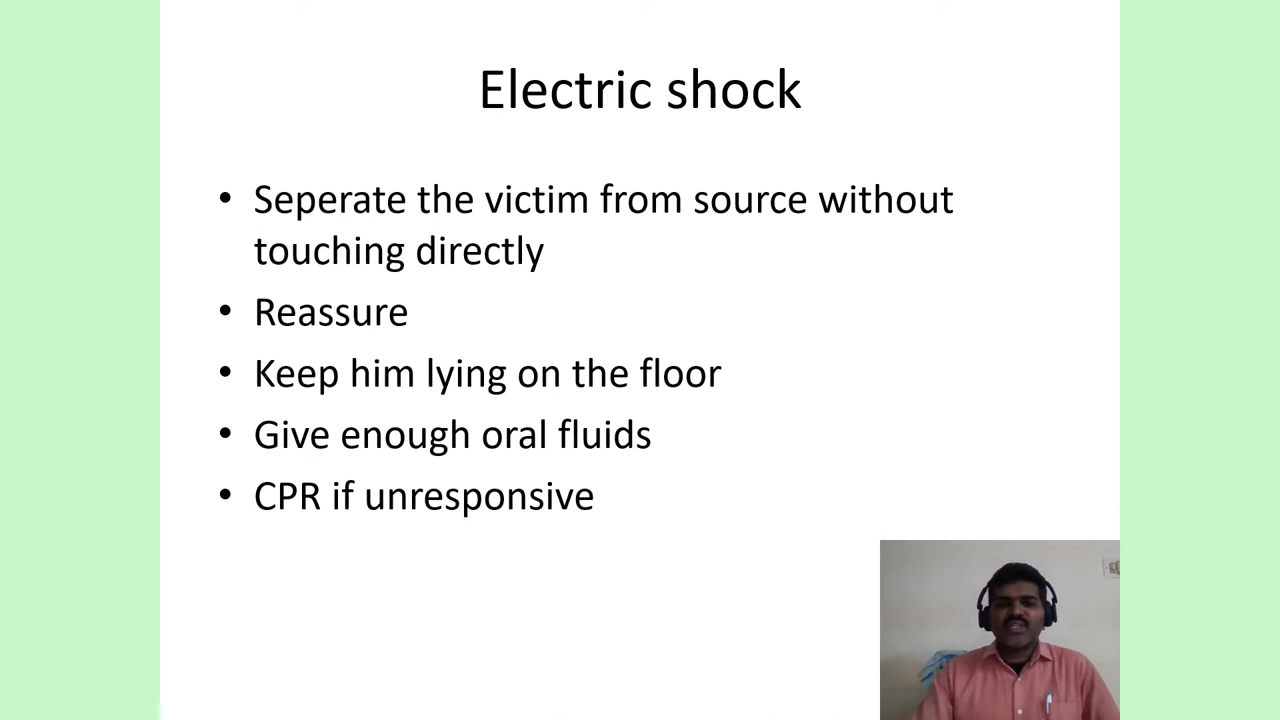 Electric shock
• Seperate the victim from source without
touching directly
• Reassure
• Keep him lying on the floor
• Give enough oral fluids
• CPR if unresponsive